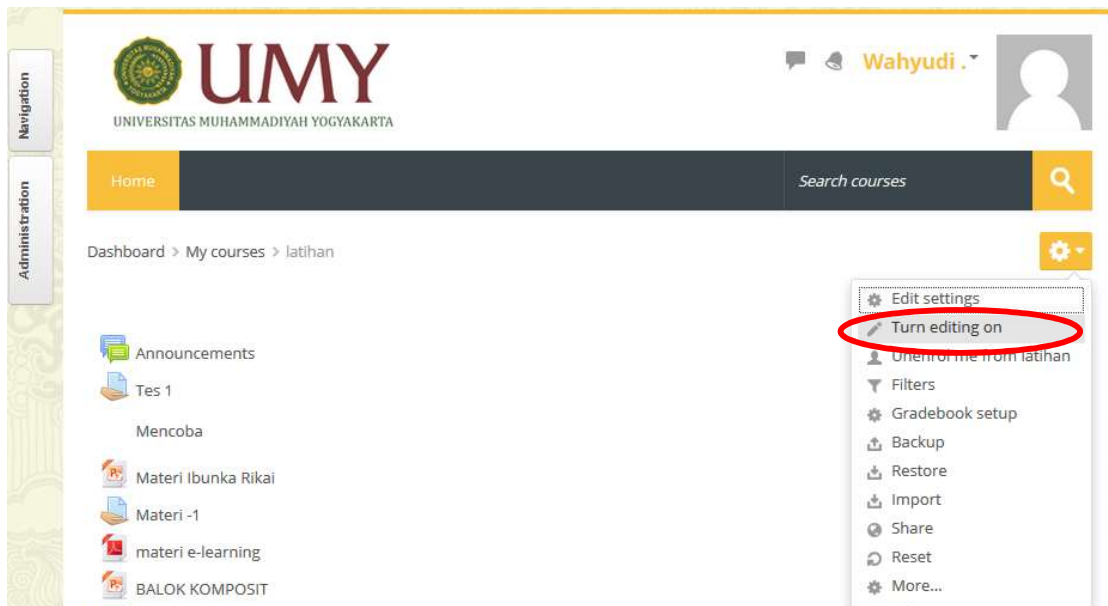 Navigation
Administration
UMY
UNIVERSITAS MUHAMMADIYAH YOGYAKARTA
Wahyudi .
Home
Search courses
Dashboard > My courses > latihan
Edit settings
Turn editing on
Unenrol me from latihan
Filters
Gradebook setup
Backup
Restore
Import
Share
Reset
More...
Announcements
Tes 1
Mencoba
Materi Ibunka Rikai
Materi -1
materi e-learning
BALOK KOMPOSIT